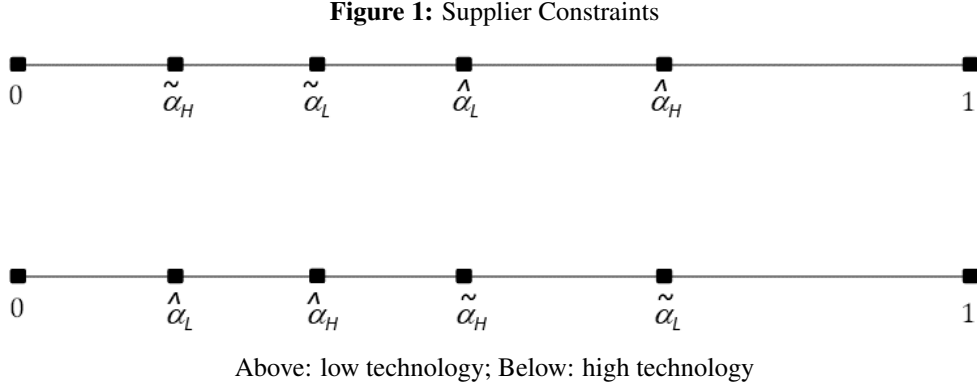 Figure 1: Supplier Constraints
0 α̃_H α̃_L α̂_L α̂_H 1
0 α̂_L α̂_H α̃_H α̃_L 1
Above: low technology; Below: high technology